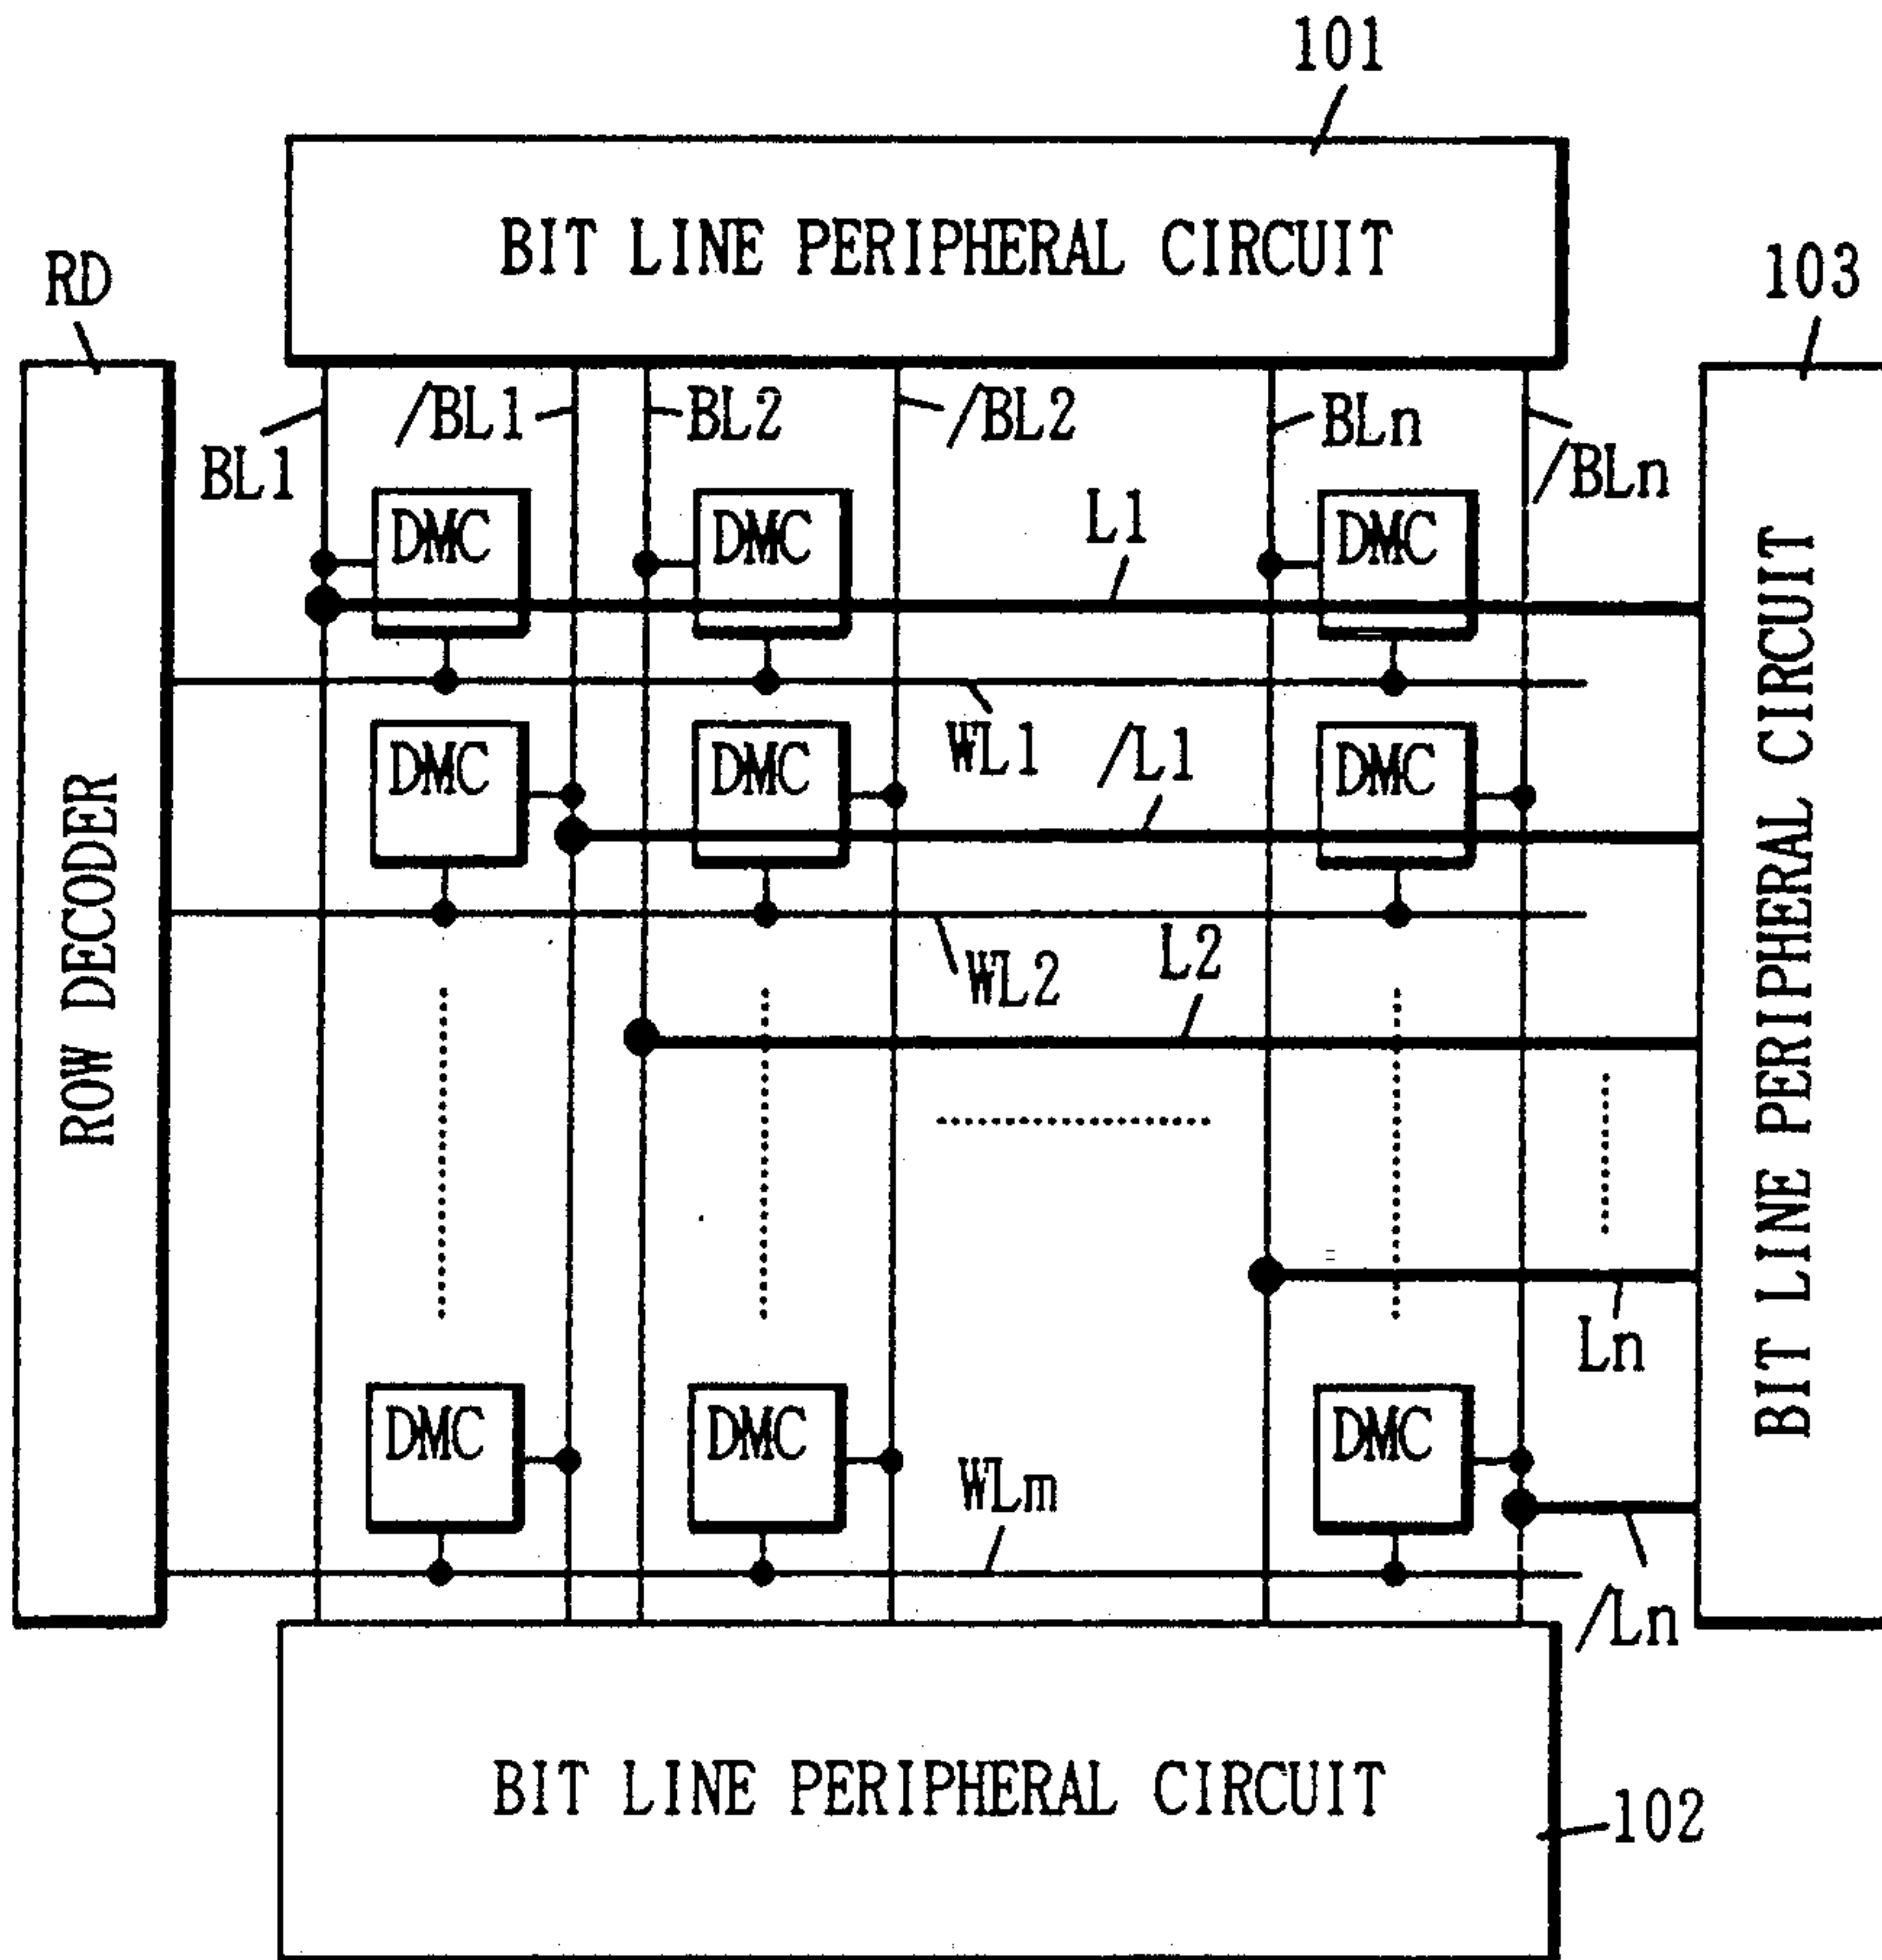 101
BIT LINE PERIPHERAL CIRCUIT
RD
103
BL1
/BL1
BL2
/BL2
BLn
/BLn
DMC
DMC
DMC
L1
WL1
DMC
DMC
DMC
/L1
WL2
L2
ROW DECODER
BIT LINE PERIPHERAL CIRCUIT
Ln
DMC
DMC
DMC
WLm
/Ln
BIT LINE PERIPHERAL CIRCUIT
102